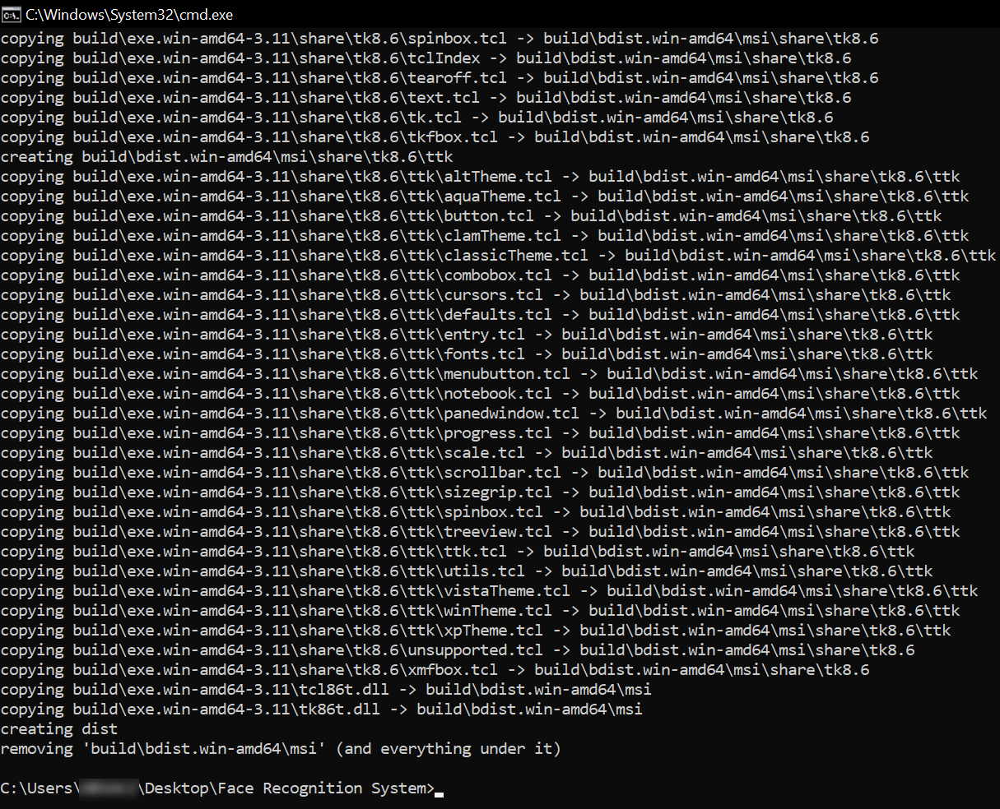 C:\Windows\System32\cmd.exe
copying build\exe.win-amd64-3.11\share\tk8.6\spinbox.tcl -> build\bdist.win-amd64\msi\share\tk8.6
copying build\exe.win-amd64-3.11\share\tk8.6\tclIndex -> build\bdist.win-amd64\msi\share\tk8.6
copying build\exe.win-amd64-3.11\share\tk8.6\tearoff.tcl -> build\bdist.win-amd64\msi\share\tk8.6
copying build\exe.win-amd64-3.11\share\tk8.6\text.tcl -> build\bdist.win-amd64\msi\share\tk8.6
copying build\exe.win-amd64-3.11\share\tk8.6\tk.tcl -> build\bdist.win-amd64\msi\share\tk8.6
copying build\exe.win-amd64-3.11\share\tk8.6\tkfbox.tcl -> build\bdist.win-amd64\msi\share\tk8.6
creating build\bdist.win-amd64\msi\share\tk8.6\ttk
copying build\exe.win-amd64-3.11\share\tk8.6\ttk\altTheme.tcl -> build\bdist.win-amd64\msi\share\tk8.6\ttk
copying build\exe.win-amd64-3.11\share\tk8.6\ttk\aquaTheme.tcl -> build\bdist.win-amd64\msi\share\tk8.6\ttk
copying build\exe.win-amd64-3.11\share\tk8.6\ttk\button.tcl -> build\bdist.win-amd64\msi\share\tk8.6\ttk
copying build\exe.win-amd64-3.11\share\tk8.6\ttk\clamTheme.tcl -> build\bdist.win-amd64\msi\share\tk8.6\ttk
copying build\exe.win-amd64-3.11\share\tk8.6\ttk\classicTheme.tcl -> build\bdist.win-amd64\msi\share\tk8.6\ttk
copying build\exe.win-amd64-3.11\share\tk8.6\ttk\combobox.tcl -> build\bdist.win-amd64\msi\share\tk8.6\ttk
copying build\exe.win-amd64-3.11\share\tk8.6\ttk\cursors.tcl -> build\bdist.win-amd64\msi\share\tk8.6\ttk
copying build\exe.win-amd64-3.11\share\tk8.6\ttk\defaults.tcl -> build\bdist.win-amd64\msi\share\tk8.6\ttk
copying build\exe.win-amd64-3.11\share\tk8.6\ttk\entry.tcl -> build\bdist.win-amd64\msi\share\tk8.6\ttk
copying build\exe.win-amd64-3.11\share\tk8.6\ttk\fonts.tcl -> build\bdist.win-amd64\msi\share\tk8.6\ttk
copying build\exe.win-amd64-3.11\share\tk8.6\ttk\menubutton.tcl -> build\bdist.win-amd64\msi\share\tk8.6\ttk
copying build\exe.win-amd64-3.11\share\tk8.6\ttk\notebook.tcl -> build\bdist.win-amd64\msi\share\tk8.6\ttk
copying build\exe.win-amd64-3.11\share\tk8.6\ttk\panedwindow.tcl -> build\bdist.win-amd64\msi\share\tk8.6\ttk
copying build\exe.win-amd64-3.11\share\tk8.6\ttk\progress.tcl -> build\bdist.win-amd64\msi\share\tk8.6\ttk
copying build\exe.win-amd64-3.11\share\tk8.6\ttk\scale.tcl -> build\bdist.win-amd64\msi\share\tk8.6\ttk
copying build\exe.win-amd64-3.11\share\tk8.6\ttk\scrollbar.tcl -> build\bdist.win-amd64\msi\share\tk8.6\ttk
copying build\exe.win-amd64-3.11\share\tk8.6\ttk\sizegrip.tcl -> build\bdist.win-amd64\msi\share\tk8.6\ttk
copying build\exe.win-amd64-3.11\share\tk8.6\ttk\spinbox.tcl -> build\bdist.win-amd64\msi\share\tk8.6\ttk
copying build\exe.win-amd64-3.11\share\tk8.6\ttk\treeview.tcl -> build\bdist.win-amd64\msi\share\tk8.6\ttk
copying build\exe.win-amd64-3.11\share\tk8.6\ttk\ttk.tcl -> build\bdist.win-amd64\msi\share\tk8.6\ttk
copying build\exe.win-amd64-3.11\share\tk8.6\ttk\utils.tcl -> build\bdist.win-amd64\msi\share\tk8.6\ttk
copying build\exe.win-amd64-3.11\share\tk8.6\ttk\vistaTheme.tcl -> build\bdist.win-amd64\msi\share\tk8.6\ttk
copying build\exe.win-amd64-3.11\share\tk8.6\ttk\winTheme.tcl -> build\bdist.win-amd64\msi\share\tk8.6\ttk
copying build\exe.win-amd64-3.11\share\tk8.6\ttk\xpTheme.tcl -> build\bdist.win-amd64\msi\share\tk8.6\ttk
copying build\exe.win-amd64-3.11\share\tk8.6\unsupported.tcl -> build\bdist.win-amd64\msi\share\tk8.6
copying build\exe.win-amd64-3.11\share\tk8.6\xmfbox.tcl -> build\bdist.win-amd64\msi\share\tk8.6
copying build\exe.win-amd64-3.11\tcl86t.dll -> build\bdist.win-amd64\msi
copying build\exe.win-amd64-3.11\tk86t.dll -> build\bdist.win-amd64\msi
creating dist
removing 'build\bdist.win-amd64\msi' (and everything under it)
C:\Users\ \Desktop\Face Recognition System>